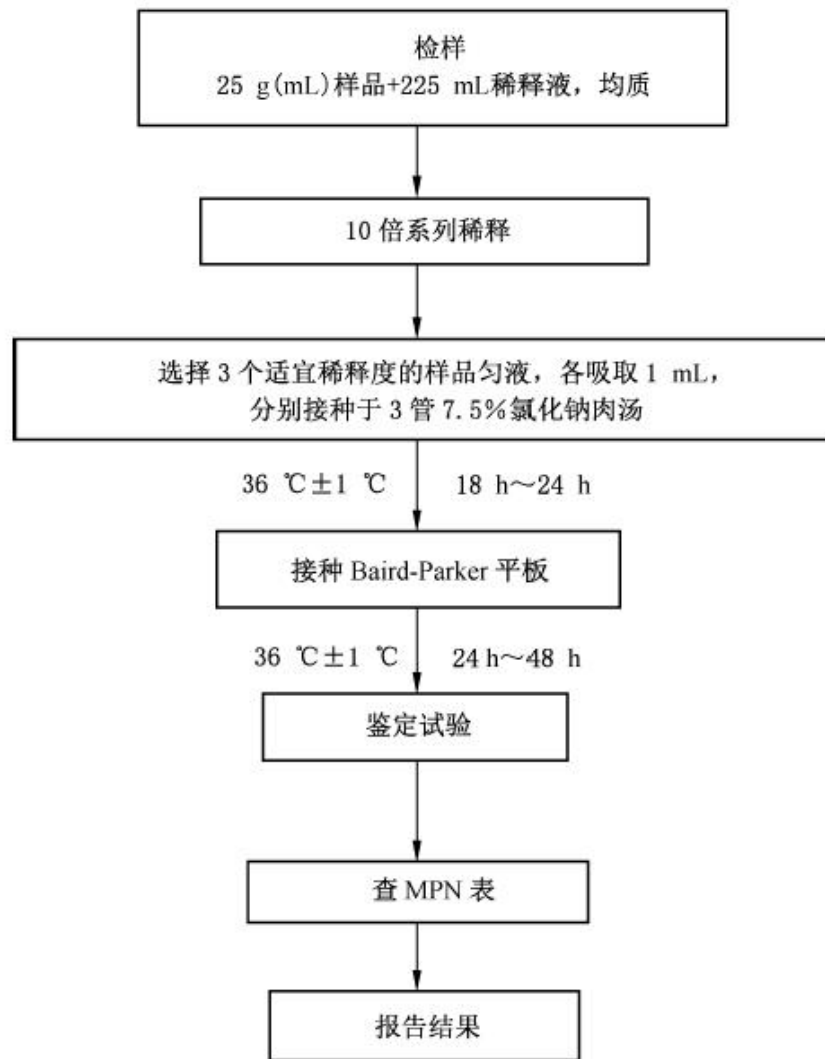 检样
25 g(mL)样品+225 mL稀释液，均质
10 倍系列稀释
选择 3 个适宜稀释度的样品匀液，各吸取 1 mL，
分别接种于 3 管 7.5%氯化钠肉汤
36 ℃±1 ℃ 18 h～24 h
接种 Baird-Parker 平板
36 ℃±1 ℃ 24 h～48 h
鉴定试验
查 MPN 表
报告结果